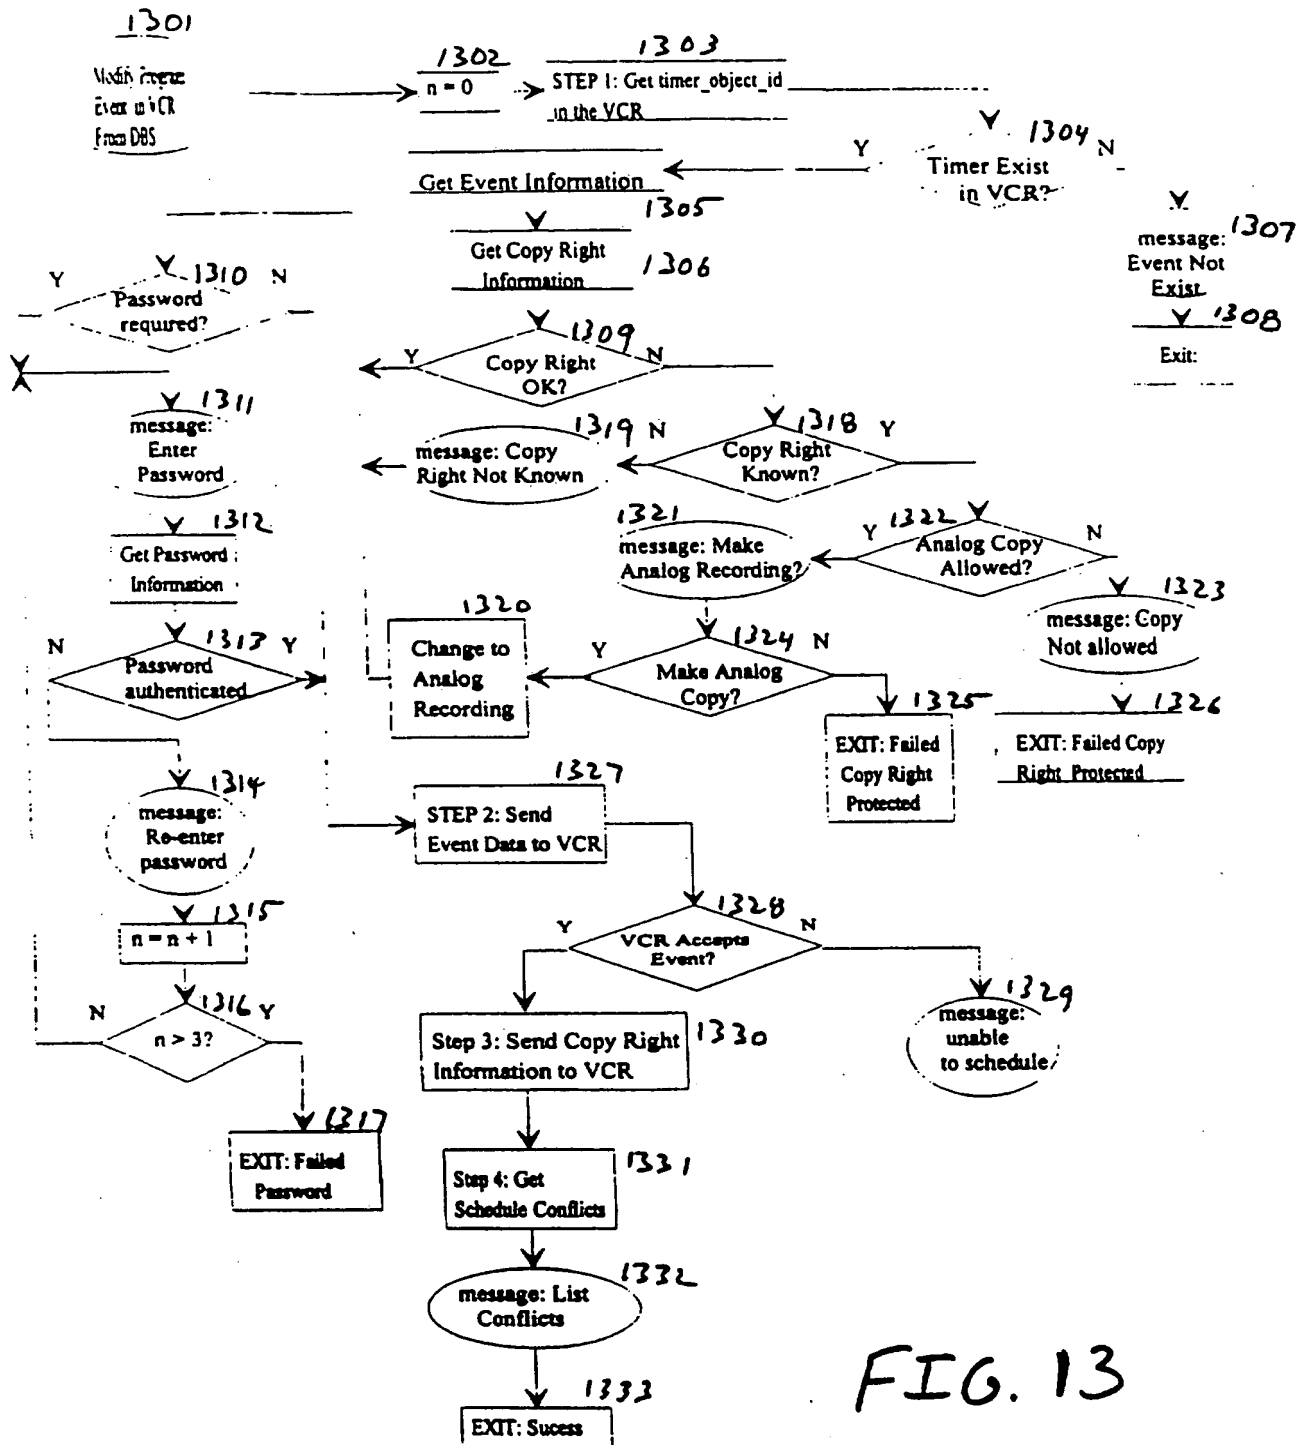 1301
Modify
Event in VCR
From DBS
1302
n = 0
1303
STEP 1: Get timer_object_id
in the VCR
1304
Y
N
Timer Exist
in VCR?
Get Event Information
1305
Get Copy Right
Information
1306
1307
message:
Event Not
Exist
1308
Exit:
1310
Y
N
Password
required?
1309
Y
N
Copy Right
OK?
1311
message:
Enter
Password
1319
message: Copy
Right Not Known
1318
N
Y
Copy Right
Known?
1312
Get Password
Information
1321
message: Make
Analog Recording?
1322
Y
N
Analog Copy
Allowed?
1323
message: Copy
Not allowed
1313
N
Y
Password
authenticated
1320
Change to
Analog
Recording
1324
Y
N
Make Analog
Copy?
1325
EXIT: Failed
Copy Right
Protected
1326
EXIT: Failed Copy
Right Protected
1314
message:
Re-enter
password
1327
STEP 2: Send
Event Data to VCR
1315
n = n + 1
1328
Y
N
VCR Accepts
Event?
1316
N
Y
n > 3?
1329
message:
unable
to schedule
Step 3: Send Copy Right
Information to VCR
1330
1317
EXIT: Failed
Password
1331
Step 4: Get
Schedule Conflicts
1332
message: List
Conflicts
1333
EXIT: Sucess
FIG. 13